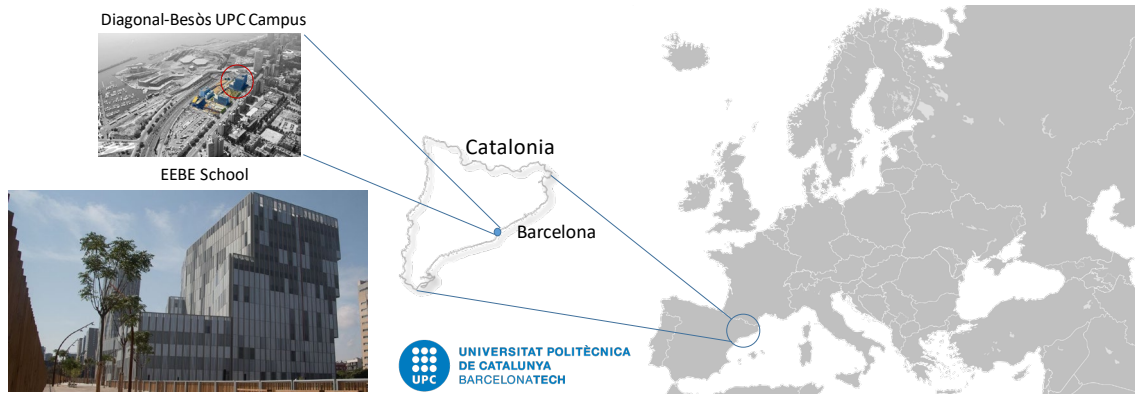 Diagonal-Besòs UPC Campus
EEBE School
Catalonia
Barcelona
UPC
UNIVERSITAT POLITÈCNICA
DE CATALUNYA
BARCELONATECH